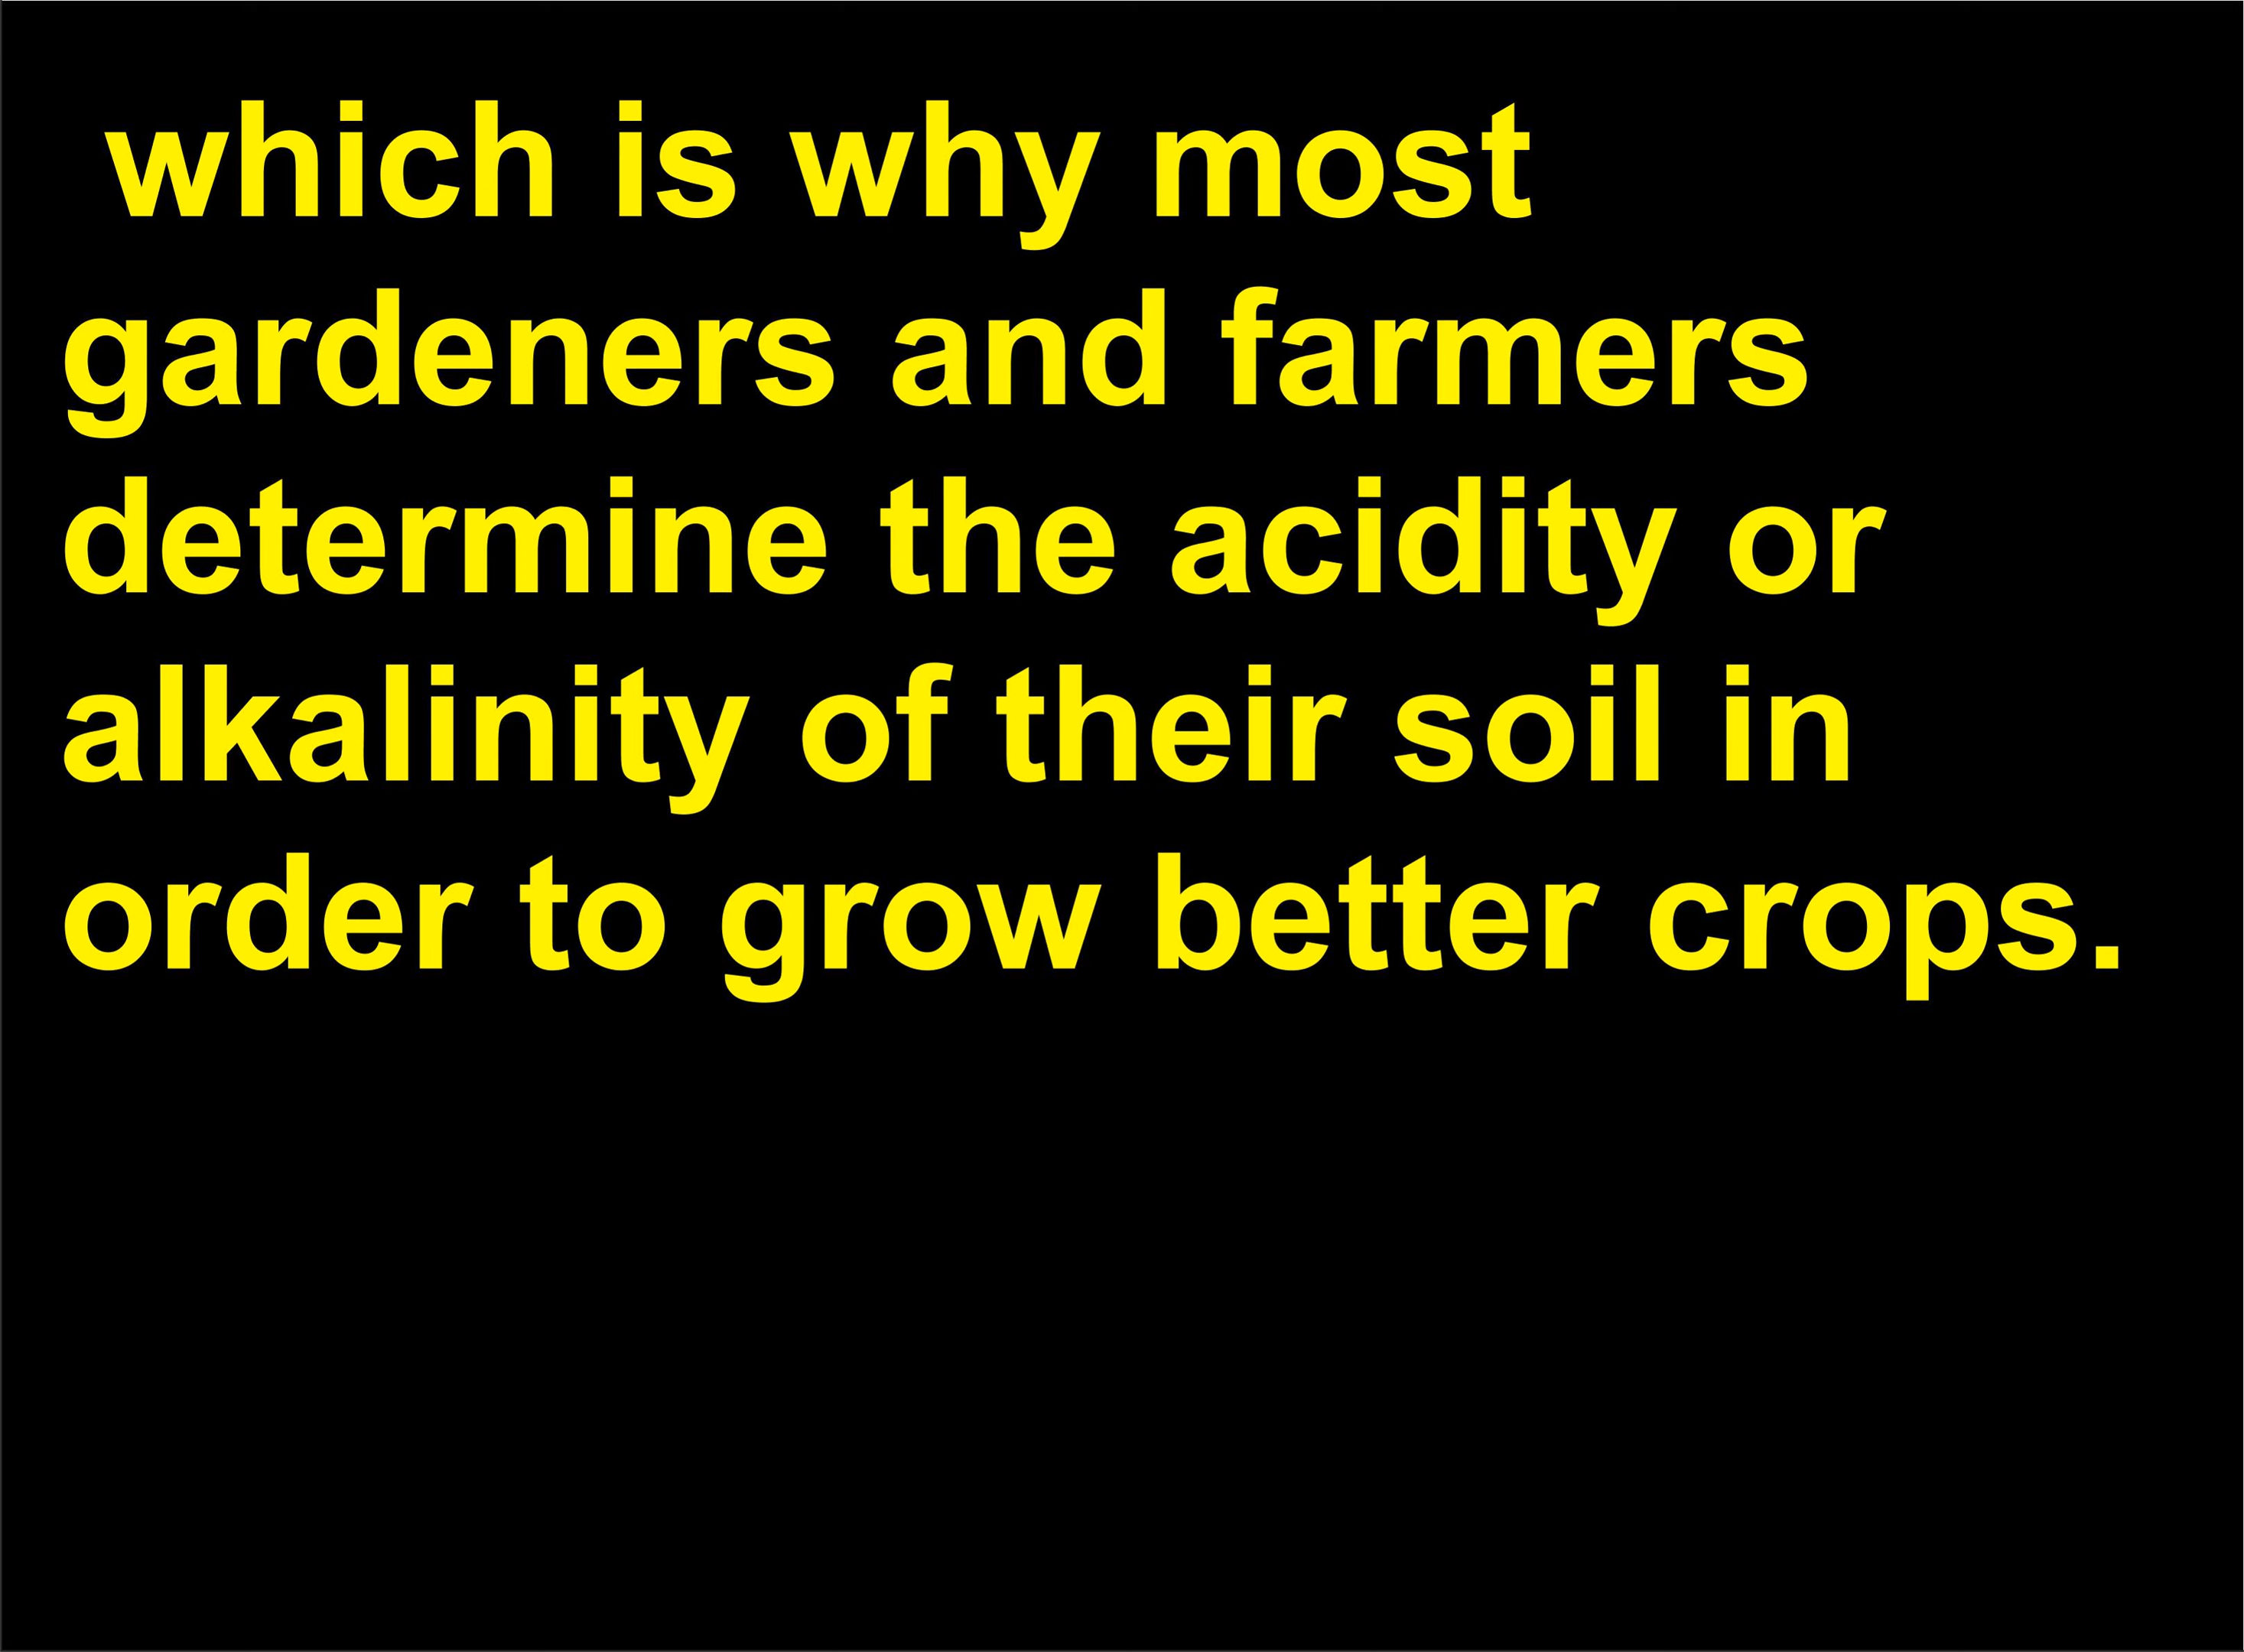 which is why most
gardeners and farmers
determine the acidity or
alkalinity of their soil in
order to grow better crops.